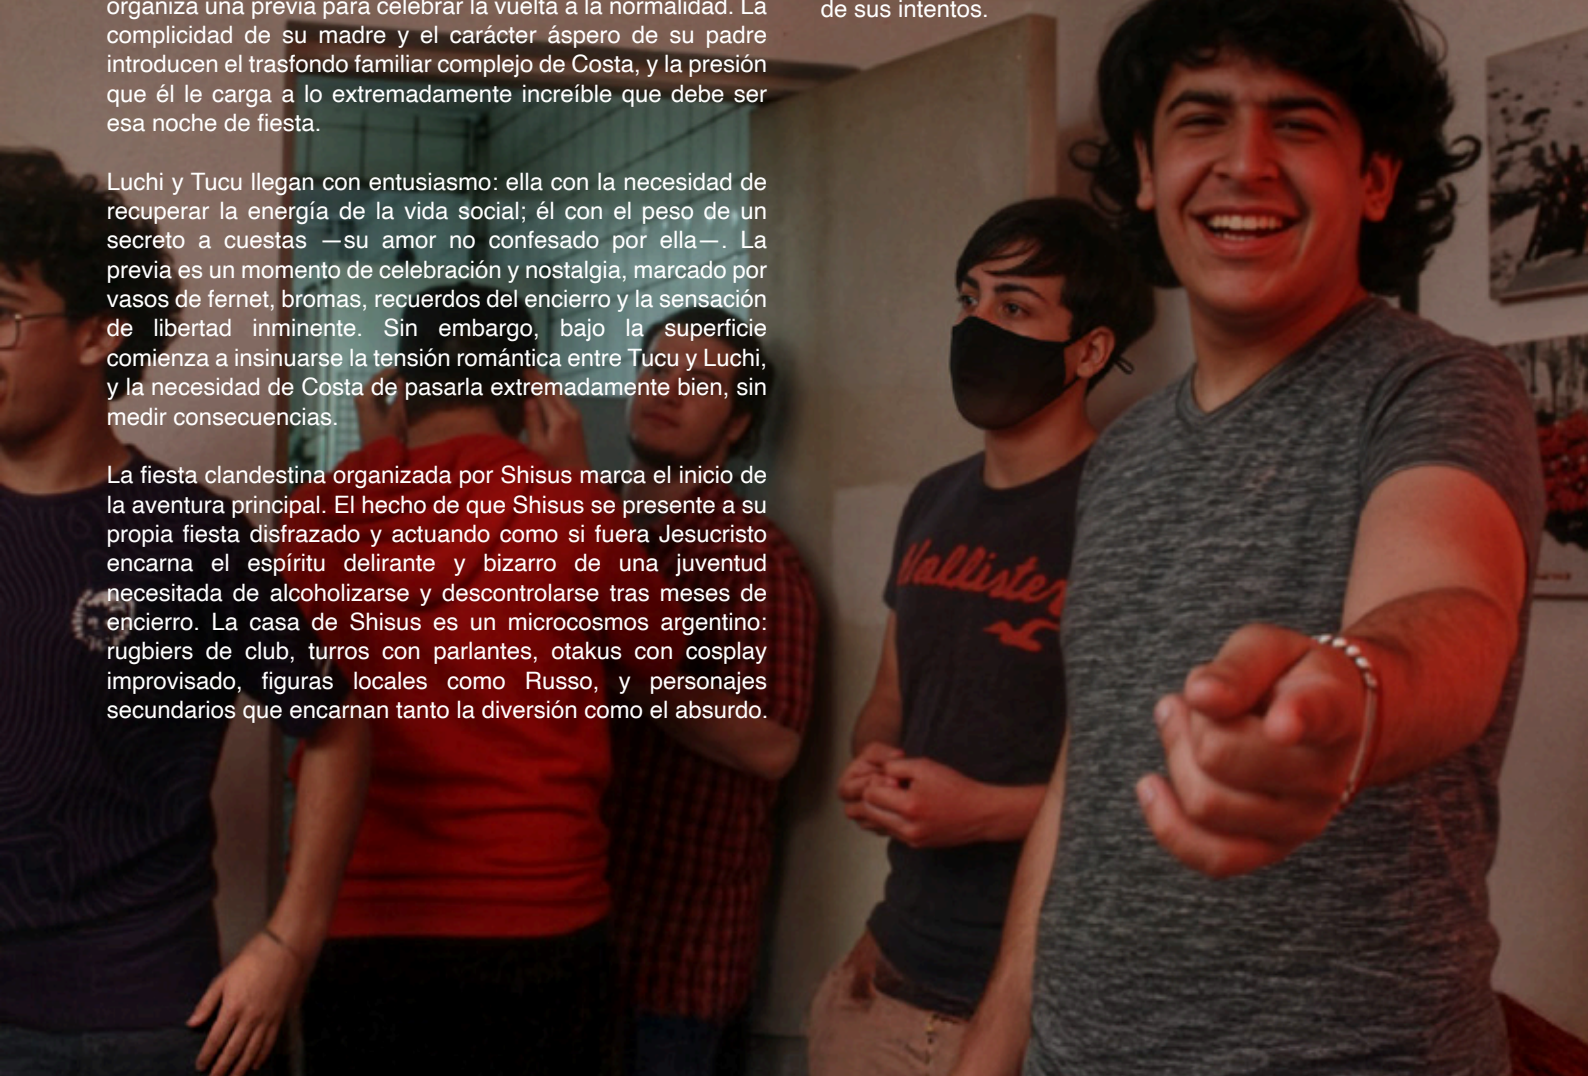 organiza una previa para celebrar la vuelta a la normalidad. La
complicidad de su madre y el carácter áspero de su padre
introducen el trasfondo familiar complejo de Costa, y la presión
que él le carga a lo extremadamente increíble que debe ser
esa noche de fiesta.
Luchi y Tucu llegan con entusiasmo: ella con la necesidad de
recuperar la energía de la vida social; él con el peso de un
secreto a cuestas —su amor no confesado por ella—. La
previa es un momento de celebración y nostalgia, marcado por
vasos de fernet, bromas, recuerdos del encierro y la sensación
de libertad inminente. Sin embargo, bajo la superficie
comienza a insinuarse la tensión romántica entre Tucu y Luchi,
y la necesidad de Costa de pasarla extremadamente bien, sin
medir consecuencias.
La fiesta clandestina organizada por Shisus marca el inicio de
la aventura principal. El hecho de que Shisus se presente a su
propia fiesta disfrazado y actuando como si fuera Jesucristo
encarna el espíritu delirante y bizarro de una juventud
necesitada de alcoholizarse y descontrolarse tras meses de
encierro. La casa de Shisus es un microcosmos argentino:
rugbiers de club, turros con parlantes, otakus con cosplay
improvisado, figuras locales como Russo, y personajes
secundarios que encarnan tanto la diversión como el absurdo.
de sus intentos.
Hollister